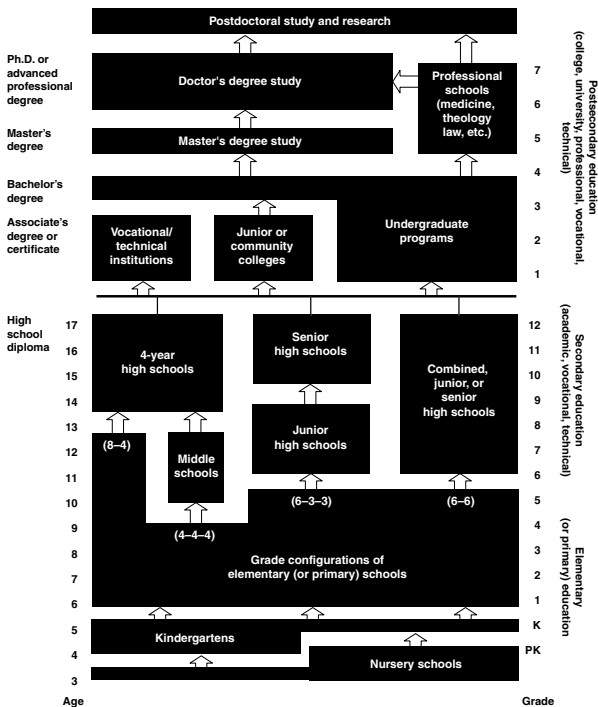 Postdoctoral study and research
Ph.D. or
advanced
professional
degree
Doctor's degree study
Professional
schools
(medicine,
theology
law, etc.)
7
6
Master's
degree
Master's degree study
5
4
Bachelor's
degree
3
Associate's
degree or
certificate
Vocational/
technical
institutions
Junior or
community
colleges
Undergraduate
programs
2
1
Postsecondary education
(college, university, professional, vocational,
technical)
High
school
diploma
17
16
15
14
13
12
11
10
9
8
7
6
5
4
3
Age
4-year
high schools
Senior
high schools
Combined,
junior, or
senior
high schools
Junior
high schools
(8–4)
Middle
schools
(4–4–4)
(6–3–3)
(6–6)
Grade configurations of
elementary (or primary) schools
Kindergartens
Nursery schools
12
11
10
9
8
7
6
5
4
3
2
1
K
PK
Grade
Secondary education
(academic, vocational, technical)
Elementary
(or primary) education